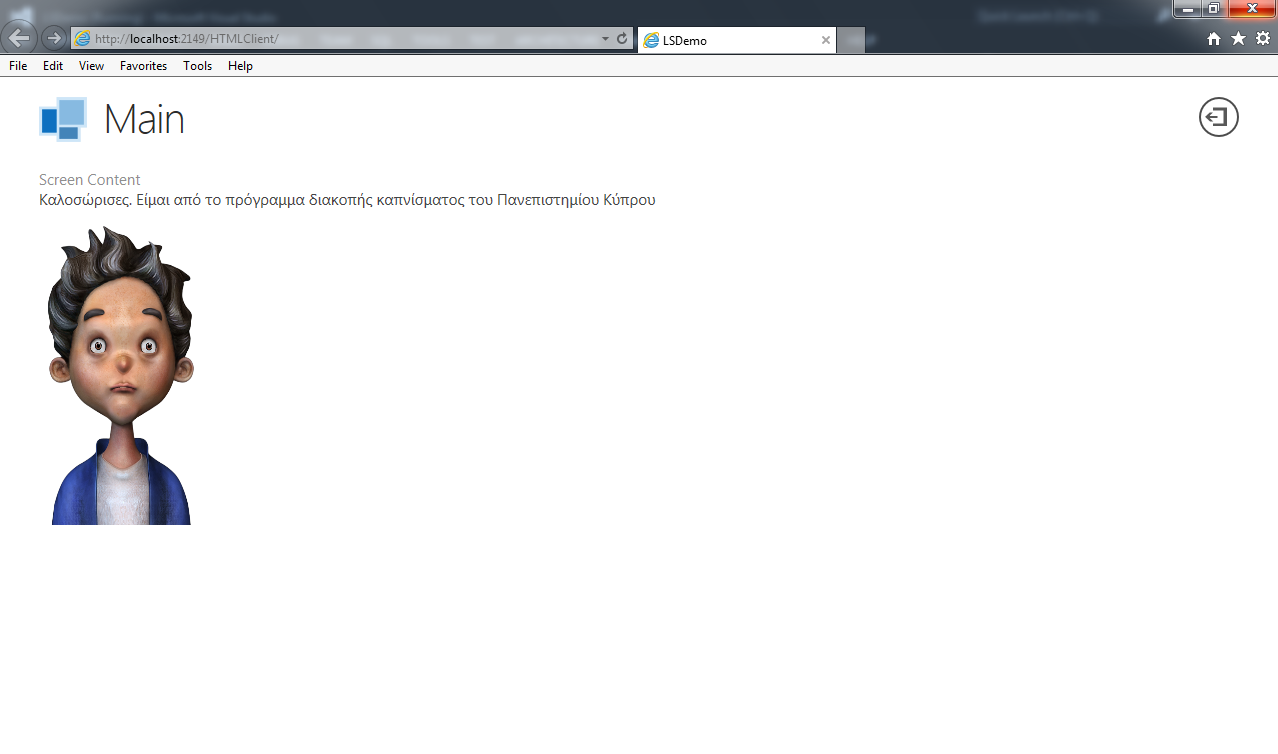 http://localhost:2149/HTMLClient/
LSDemo
File Edit View Favorites Tools Help
Main
Screen Content
Καλοσώρισες. Είμαι από το πρόγραμμα διακοπής καπνίσματος του Πανεπιστημίου Κύπρου